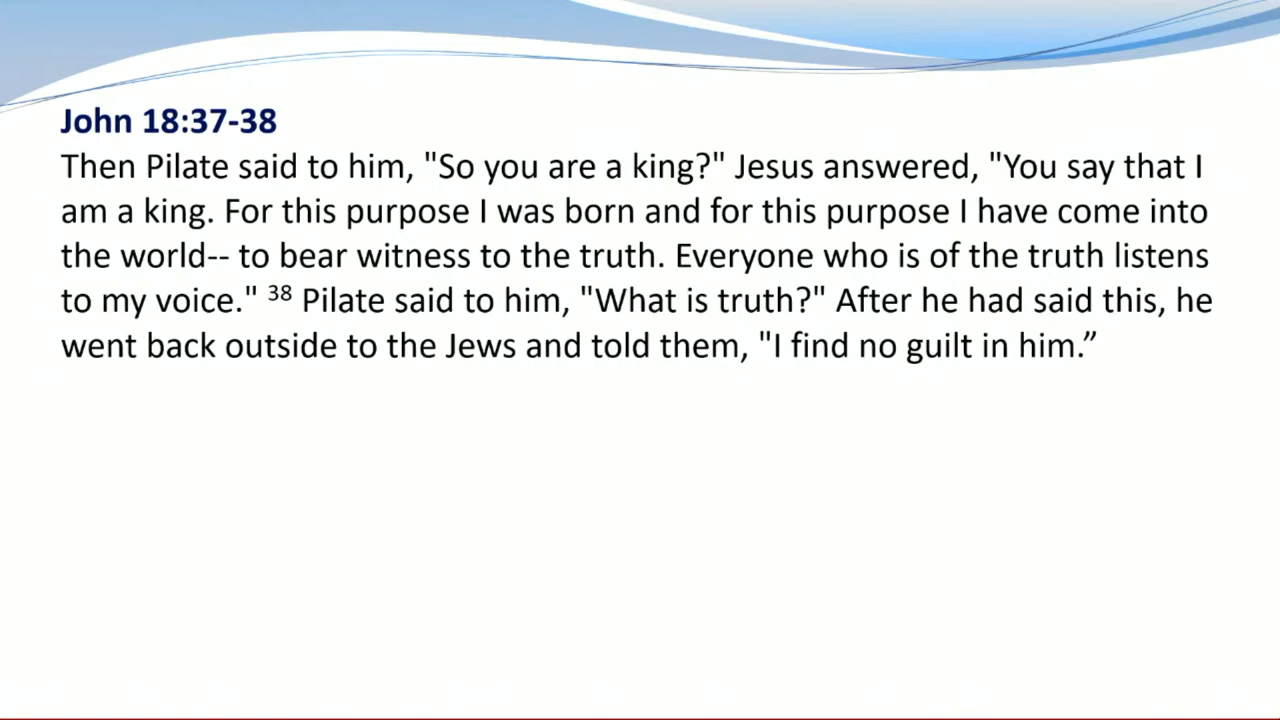 John 18:37-38
Then Pilate said to him, "So you are a king?" Jesus answered, "You say that I
am a king. For this purpose I was born and for this purpose I have come into
the world-- to bear witness to the truth. Everyone who is of the truth listens
to my voice." 38 Pilate said to him, "What is truth?" After he had said this, he
went back outside to the Jews and told them, "I find no guilt in him.”